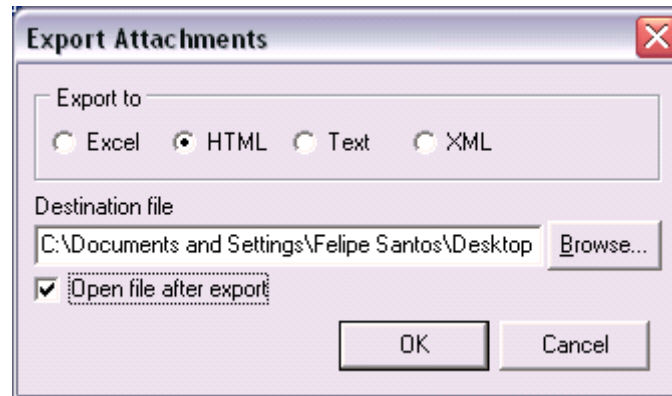 Export Attachments
Export to
Excel HTML Text XML
Destination file
C:\Documents and Settings\Felipe Santos\Desktop Browse...
Open file after export
OK Cancel